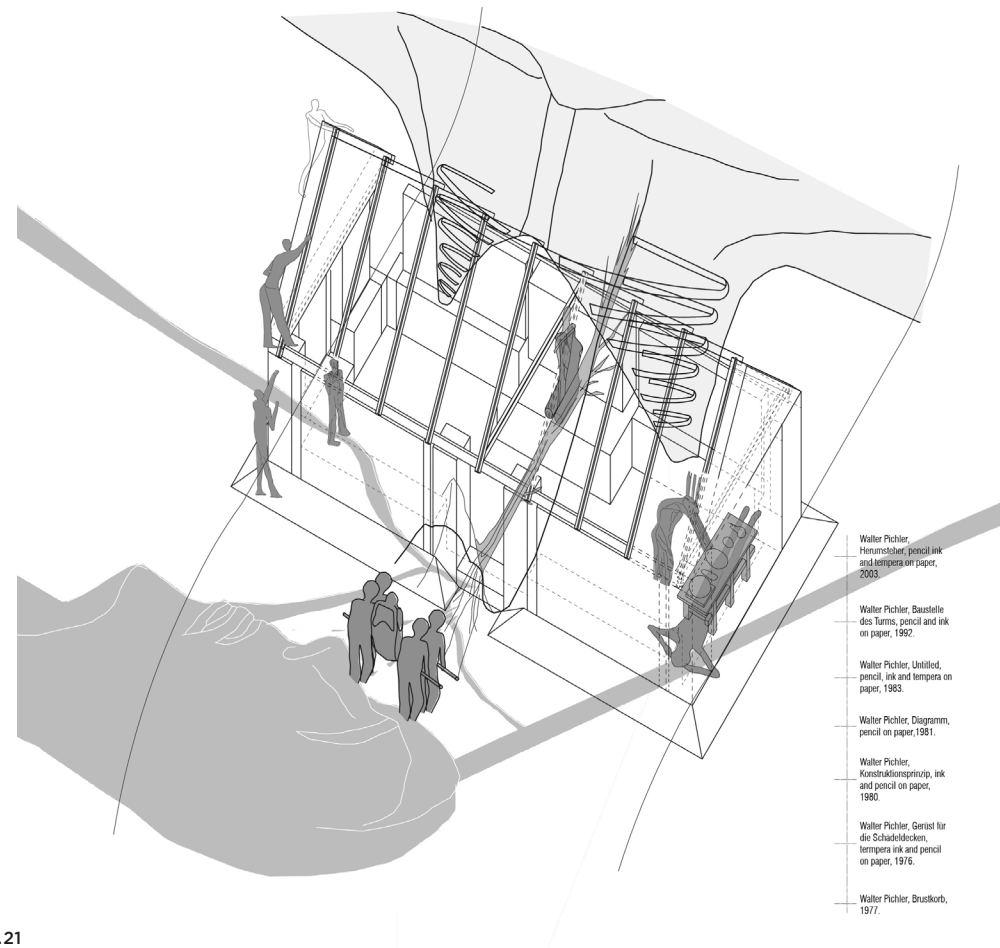 Walter Pichler,
Herumsteher, pencil ink
and tempera on paper,
2003.
Walter Pichler, Baustelle
des Turms, pencil and ink
on paper, 1992.
Walter Pichler, Untitled,
pencil, ink and tempera on
paper, 1983.
Walter Pichler, Diagramm,
pencil on paper,1981.
Walter Pichler,
Konstruktionsprinzip, ink
and pencil on paper,
1980.
Walter Pichler, Gerüst für
die Schädeldecken,
termpera ink and pencil
on paper, 1976.
Walter Pichler, Brustkorb,
1977.
.21